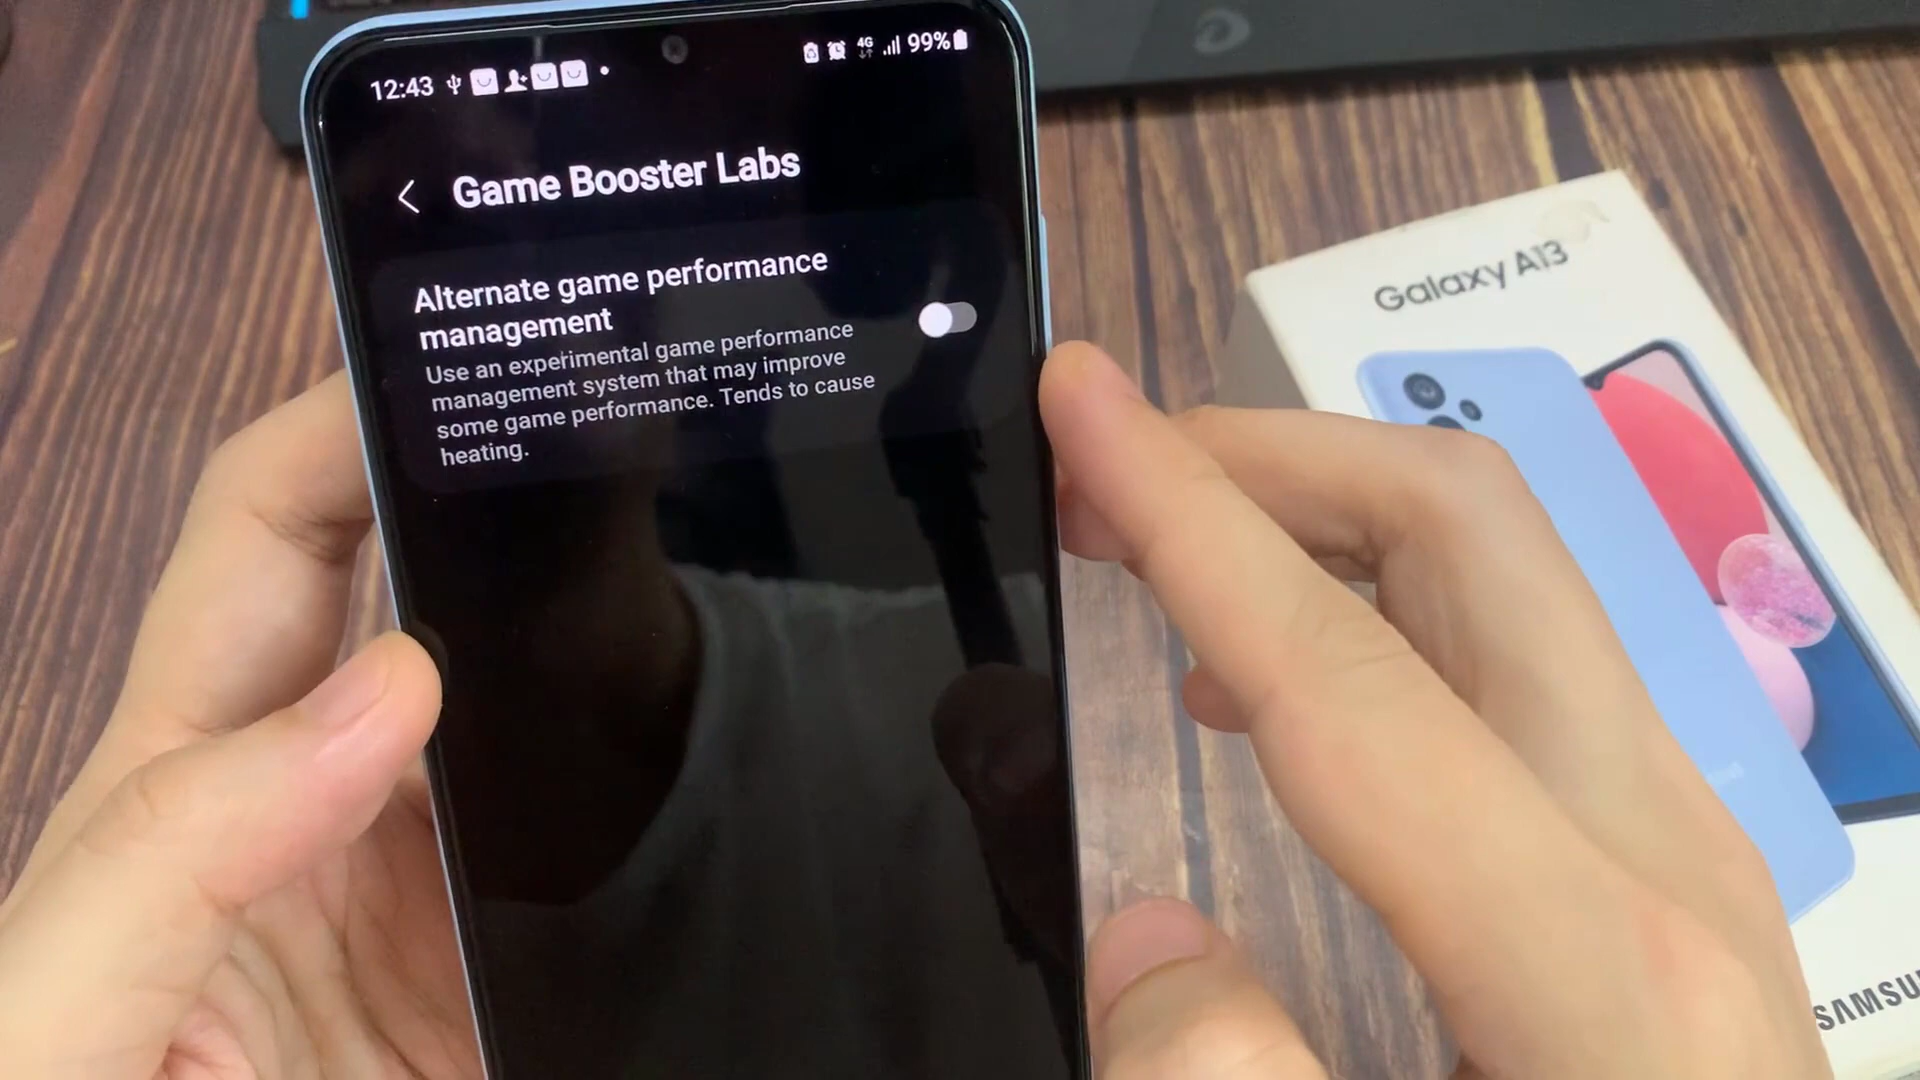 12:43
4G
99%
Game Booster Labs
Alternate game performance
management
Use an experimental game performance
management system that may improve
some game performance. Tends to cause
heating.
Galaxy A13
SAMSU